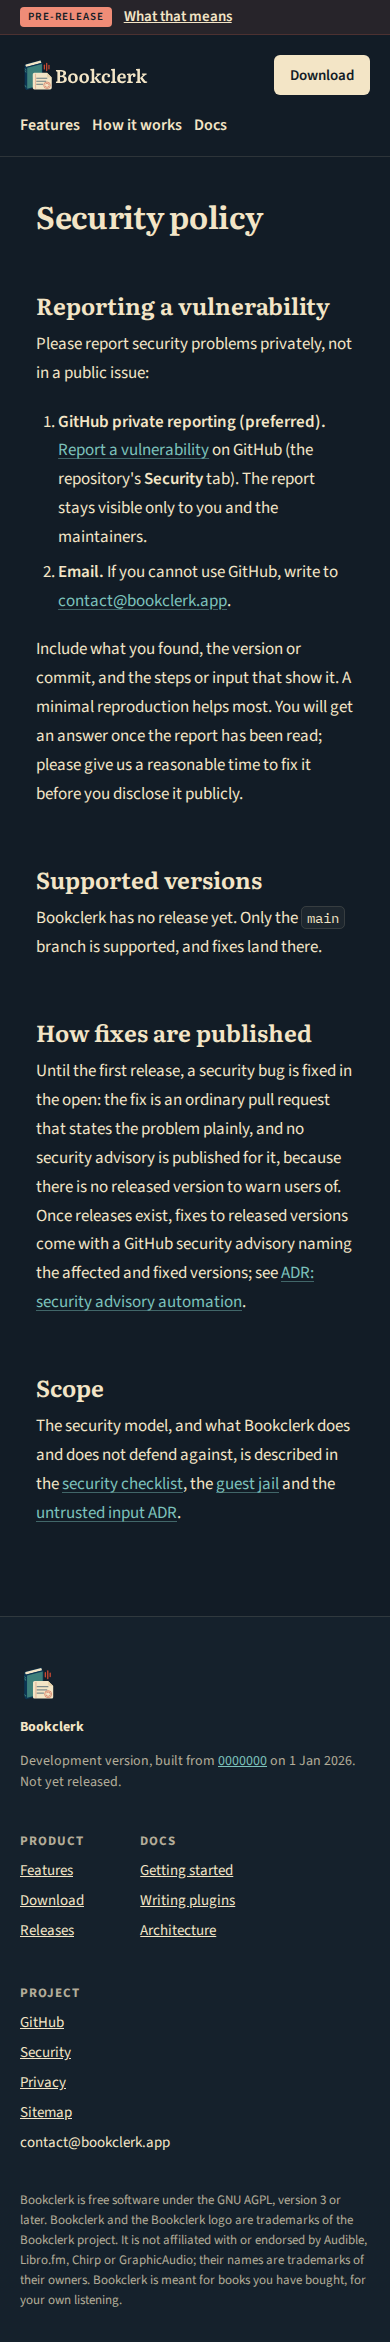 PRE-RELEASE What that means
Bookclerk
Download
Features How it works Docs
Security policy
Reporting a vulnerability
Please report security problems privately, not
in a public issue:
1. GitHub private reporting (preferred).
Report a vulnerability on GitHub (the
repository's Security tab). The report
stays visible only to you and the
maintainers.
2. Email. If you cannot use GitHub, write to
contact@bookclerk.app.
Include what you found, the version or
commit, and the steps or input that show it. A
minimal reproduction helps most. You will get
an answer once the report has been read;
please give us a reasonable time to fix it
before you disclose it publicly.
Supported versions
Bookclerk has no release yet. Only the main
branch is supported, and fixes land there.
How fixes are published
Until the first release, a security bug is fixed in
the open: the fix is an ordinary pull request
that states the problem plainly, and no
security advisory is published for it, because
there is no released version to warn users of.
Once releases exist, fixes to released versions
come with a GitHub security advisory naming
the affected and fixed versions; see ADR:
security advisory automation.
Scope
The security model, and what Bookclerk does
and does not defend against, is described in
the security checklist, the guest jail and the
untrusted input ADR.
Bookclerk
Development version, built from 0000000 on 1 Jan 2026.
Not yet released.
PRODUCT
Features
Download
Releases
DOCS
Getting started
Writing plugins
Architecture
PROJECT
GitHub
Security
Privacy
Sitemap
contact@bookclerk.app
Bookclerk is free software under the GNU AGPL, version 3 or
later. Bookclerk and the Bookclerk logo are trademarks of the
Bookclerk project. It is not affiliated with or endorsed by Audible,
Libro.fm, Chirp or GraphicAudio; their names are trademarks of
their owners. Bookclerk is meant for books you have bought, for
your own listening.